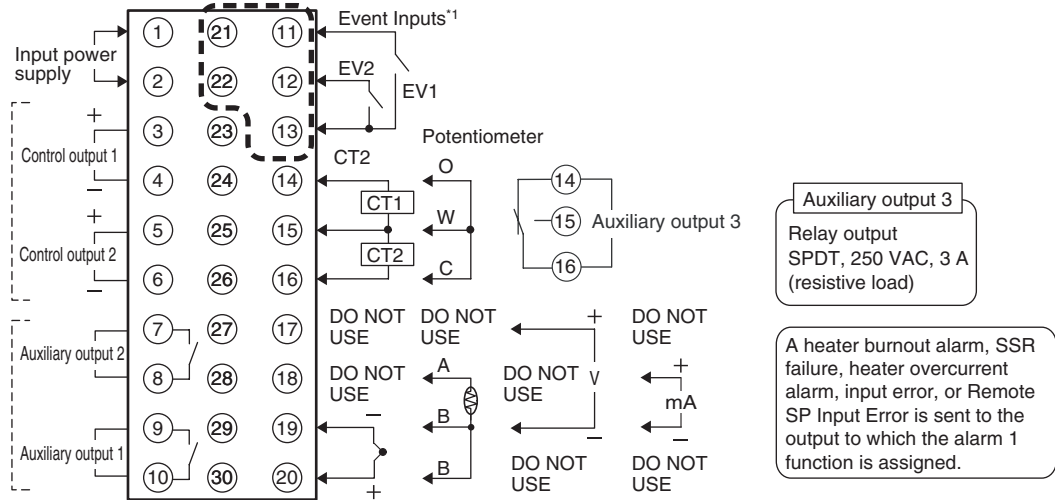 1 21 11 Event Inputs*1
Input power
supply
2 22 12 EV2
EV1
3 23 13
+
Control output 1
−
Potentiometer
CT2
4 24 14
O
CT1
5 25 15
W
CT2
6 26 16
C
+
Control output 2
−
14
15 Auxiliary output 3
16
Auxiliary output 3
Relay output
SPDT, 250 VAC, 3 A
(resistive load)
7 27 17
Auxiliary output 2
8 28 18
DO NOT
USE
DO NOT
USE
+
V
−
DO NOT
USE
DO NOT
USE
A
DO NOT
USE
+
mA
−
9 29 19
Auxiliary output 1
10 30 20
−
+
B
B
DO NOT
USE
DO NOT
USE
A heater burnout alarm, SSR
failure, heater overcurrent
alarm, input error, or Remote
SP Input Error is sent to the
output to which the alarm 1
function is assigned.